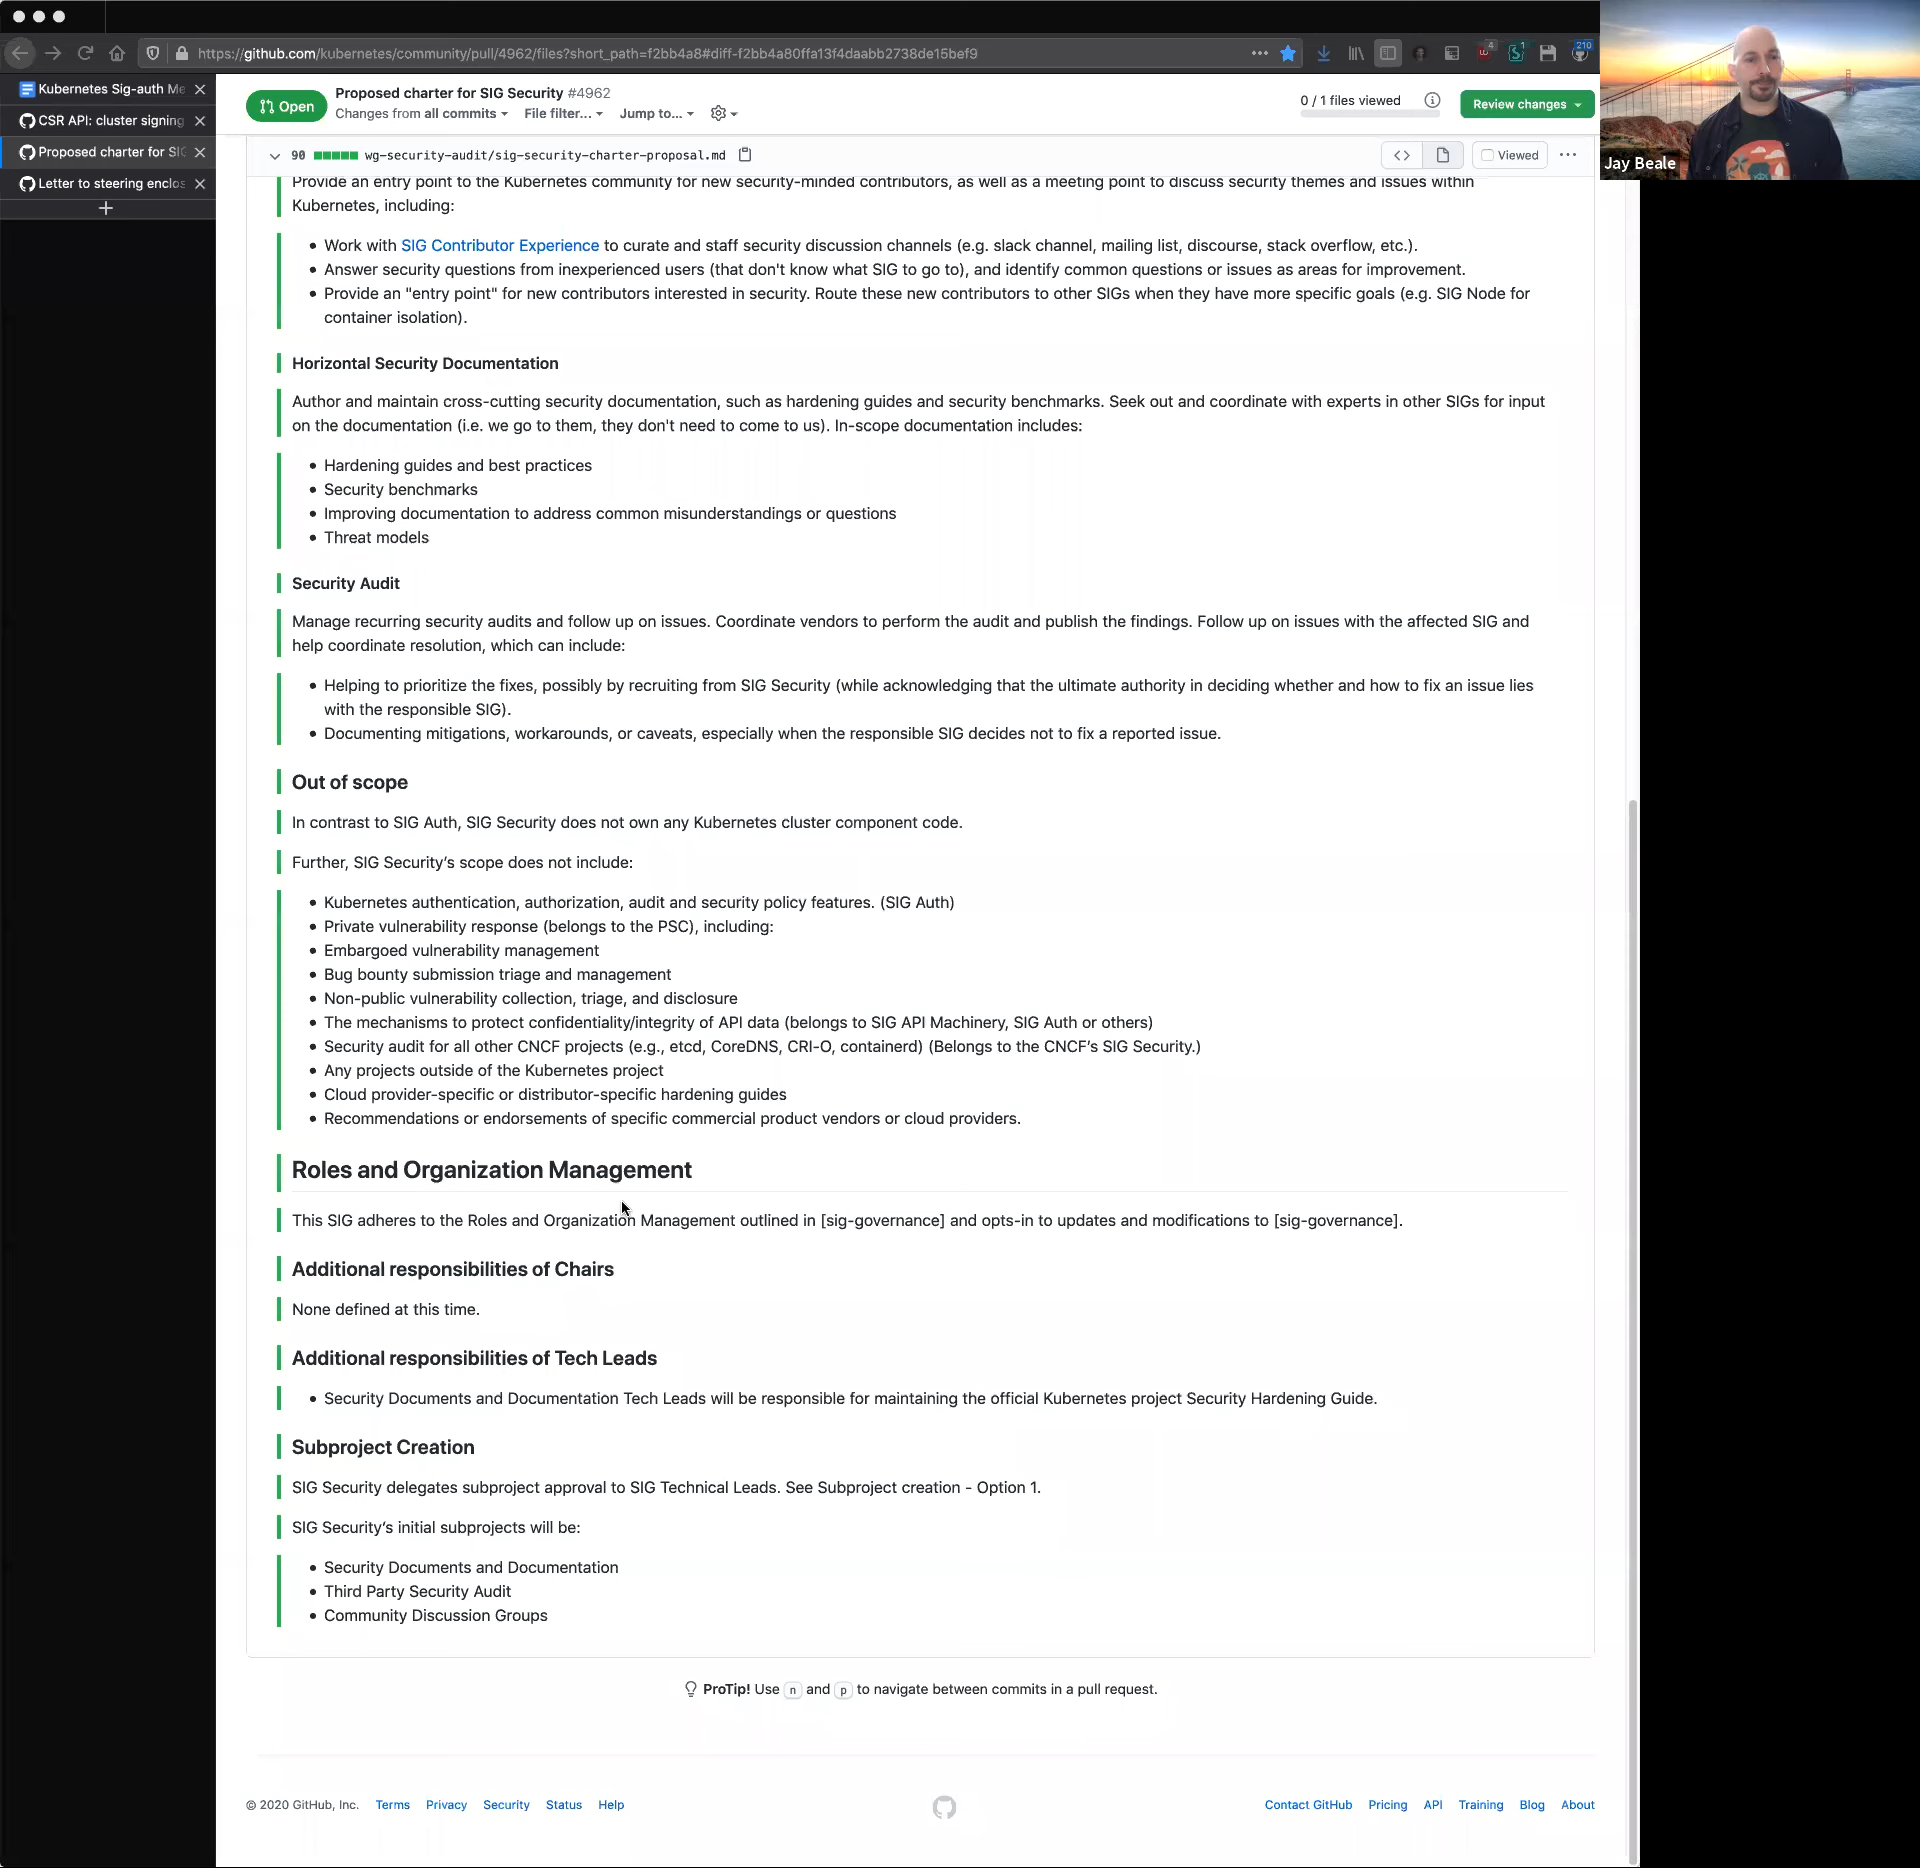 https://github.com/kubernetes/community/pull/4962/files?short_path=f2bb4a8#diff-f2bb4a80ffa13f4daabb2738de15bef9
4
1
210
Kubernetes Sig-auth Me
CSR API: cluster signing
Proposed charter for SIG
Letter to steering enclos
Open
Proposed charter for SIG Security #4962
Changes from all commits
File filter...
Jump to...
0 / 1 files viewed
Review changes
Jay Beale
90
wg-security-audit/sig-security-charter-proposal.md
Viewed
Provide an entry point to the Kubernetes community for new security-minded contributors, as well as a meeting point to discuss security themes and issues within
Kubernetes, including:
• Work with SIG Contributor Experience to curate and staff security discussion channels (e.g. slack channel, mailing list, discourse, stack overflow, etc.).
• Answer security questions from inexperienced users (that don't know what SIG to go to), and identify common questions or issues as areas for improvement.
• Provide an "entry point" for new contributors interested in security. Route these new contributors to other SIGs when they have more specific goals (e.g. SIG Node for
container isolation).
Horizontal Security Documentation
Author and maintain cross-cutting security documentation, such as hardening guides and security benchmarks. Seek out and coordinate with experts in other SIGs for input
on the documentation (i.e. we go to them, they don't need to come to us). In-scope documentation includes:
• Hardening guides and best practices
• Security benchmarks
• Improving documentation to address common misunderstandings or questions
• Threat models
Security Audit
Manage recurring security audits and follow up on issues. Coordinate vendors to perform the audit and publish the findings. Follow up on issues with the affected SIG and
help coordinate resolution, which can include:
• Helping to prioritize the fixes, possibly by recruiting from SIG Security (while acknowledging that the ultimate authority in deciding whether and how to fix an issue lies
with the responsible SIG).
• Documenting mitigations, workarounds, or caveats, especially when the responsible SIG decides not to fix a reported issue.
Out of scope
In contrast to SIG Auth, SIG Security does not own any Kubernetes cluster component code.
Further, SIG Security's scope does not include:
• Kubernetes authentication, authorization, audit and security policy features. (SIG Auth)
• Private vulnerability response (belongs to the PSC), including:
• Embargoed vulnerability management
• Bug bounty submission triage and management
• Non-public vulnerability collection, triage, and disclosure
• The mechanisms to protect confidentiality/integrity of API data (belongs to SIG API Machinery, SIG Auth or others)
• Security audit for all other CNCF projects (e.g., etcd, CoreDNS, CRI-O, containerd) (Belongs to the CNCF's SIG Security.)
• Any projects outside of the Kubernetes project
• Cloud provider-specific or distributor-specific hardening guides
• Recommendations or endorsements of specific commercial product vendors or cloud providers.
Roles and Organization Management
This SIG adheres to the Roles and Organization Management outlined in [sig-governance] and opts-in to updates and modifications to [sig-governance].
Additional responsibilities of Chairs
None defined at this time.
Additional responsibilities of Tech Leads
• Security Documents and Documentation Tech Leads will be responsible for maintaining the official Kubernetes project Security Hardening Guide.
Subproject Creation
SIG Security delegates subproject approval to SIG Technical Leads. See Subproject creation - Option 1.
SIG Security's initial subprojects will be:
• Security Documents and Documentation
• Third Party Security Audit
• Community Discussion Groups
ProTip! Use n and p to navigate between commits in a pull request.
© 2020 GitHub, Inc. Terms Privacy Security Status Help
Contact GitHub Pricing API Training Blog About